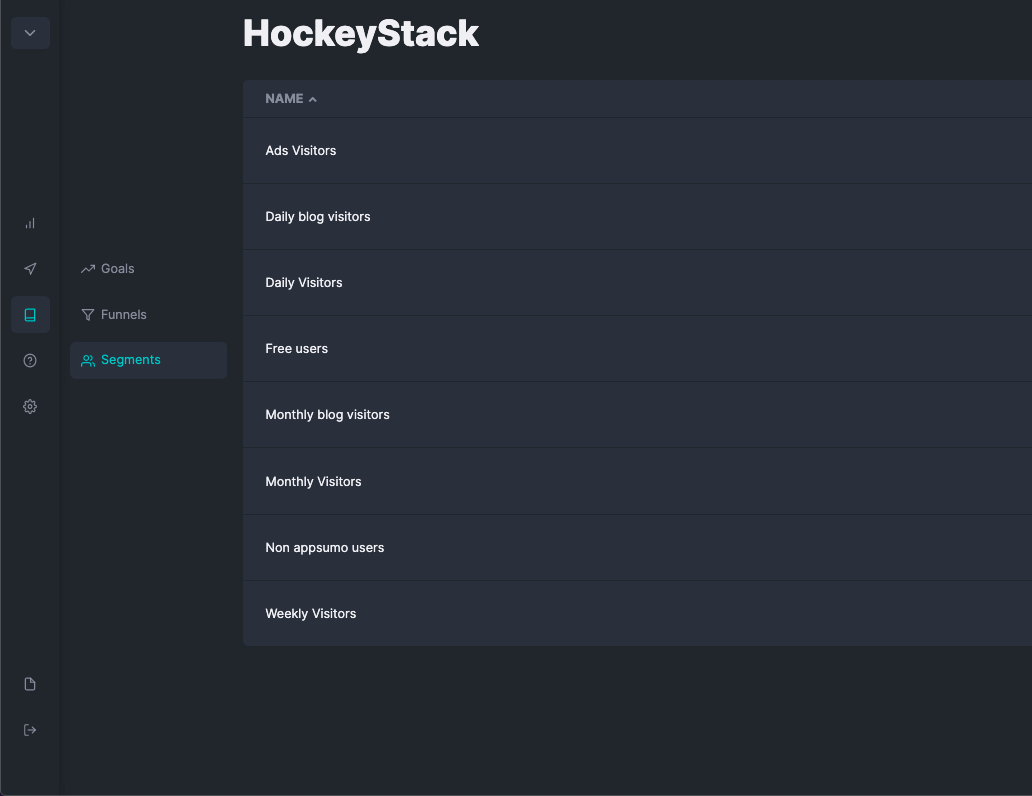 HockeyStack
NAME
Ads Visitors
Daily blog visitors
Daily Visitors
Goals
Funnels
Free users
Segments
Monthly blog visitors
Monthly Visitors
Non appsumo users
Weekly Visitors